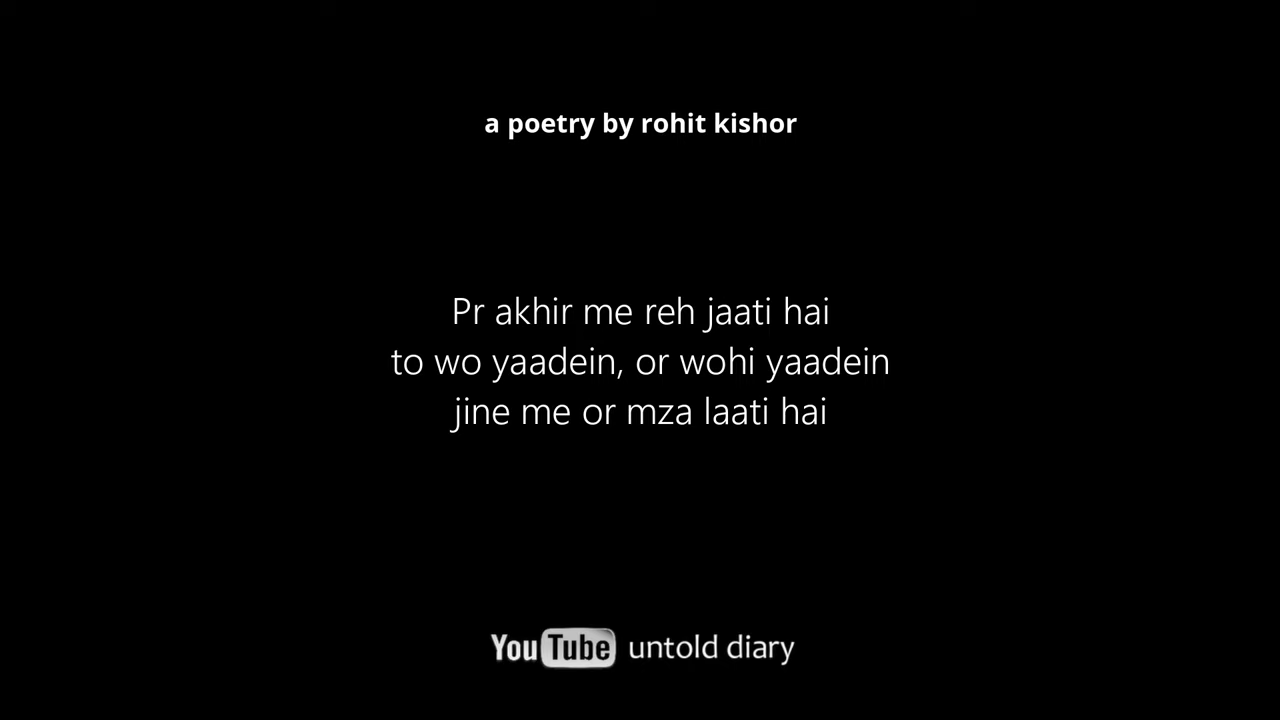 a poetry by rohit kishor
Pr akhir me reh jaati hai
to wo yaadein, or wohi yaadein
jine me or mza laati hai
YouTube untold diary